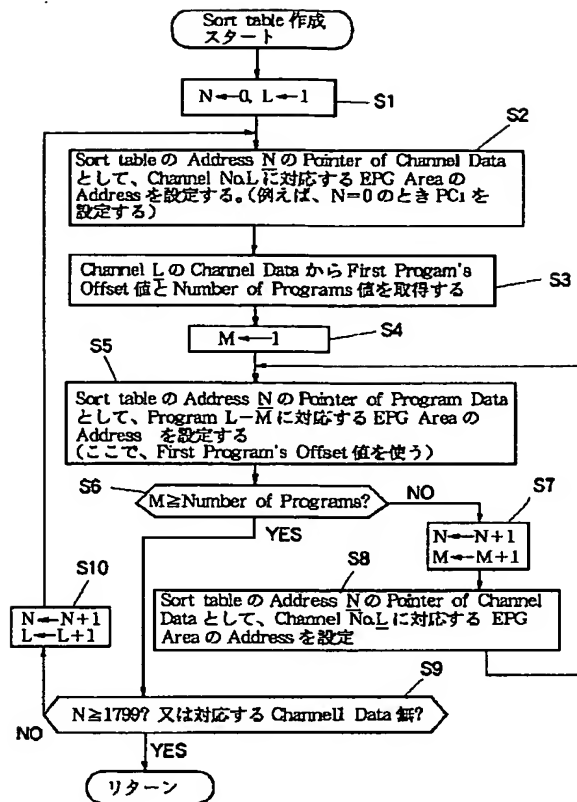 Sort table 作成
スタート
N←0, L←1
S1
S2
Sort table の Address N の Pointer of Channel Data
として、Channel No.L に対応する EPG Area の
Address を設定する。(例えば、N=0 のとき PC1 を
設定する)
Channel L の Channel Data から First Progam's
Offset 値と Number of Programs 値を取得する
S3
S4
M←1
S5
Sort table の Address N の Pointer of Program Data
として、Program L-M に対応する EPG Area の
Address を設定する
(ここで、First Program's Offset 値を使う)
S6
M≧Number of Programs?
NO
YES
S7
N←N+1
M←M+1
S8
Sort table の Address N の Pointer of Channel
Data として、Channel No.L に対応する EPG
Area の Address を設定
S10
N←N+1
L←L+1
S9
N≧1799? 又は対応する Channel1 Data 無?
NO
YES
リターン